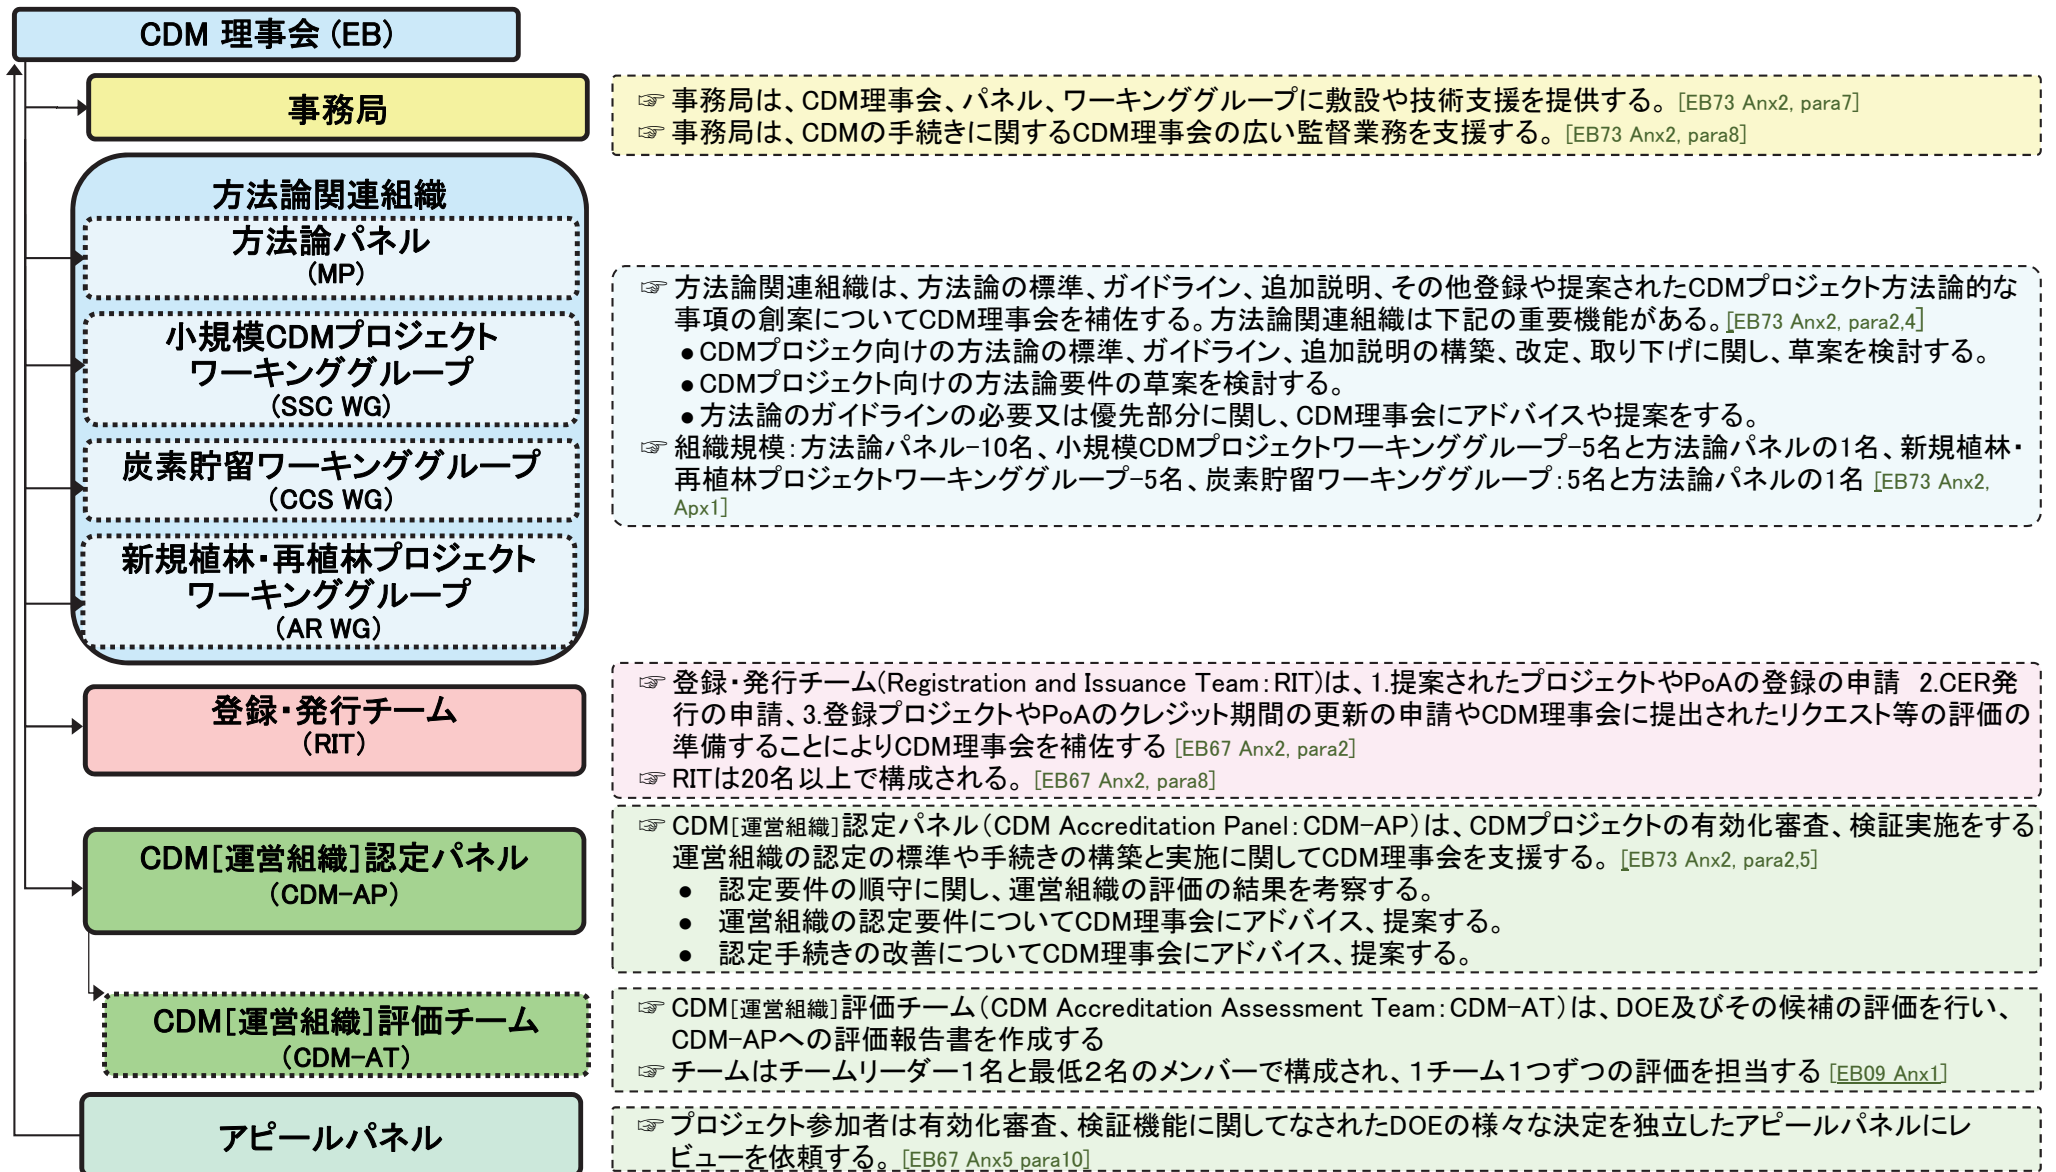 CDM 理事会 (EB)
事務局
☞ 事務局は、CDM理事会、パネル、ワーキンググループに敷設や技術支援を提供する。 [EB73 Anx2, para7]
☞ 事務局は、CDMの手続きに関するCDM理事会の広い監督業務を支援する。 [EB73 Anx2, para8]
方法論関連組織
方法論パネル
(MP)
小規模CDMプロジェクト
ワーキンググループ
(SSC WG)
炭素貯留ワーキンググループ
(CCS WG)
新規植林・再植林プロジェクト
ワーキンググループ
(AR WG)
☞ 方法論関連組織は、方法論の標準、ガイドライン、追加説明、その他登録や提案されたCDMプロジェクト方法論的な
事項の創案についてCDM理事会を補佐する。方法論関連組織は下記の重要機能がある。[EB73 Anx2, para2,4]
●CDMプロジェク向けの方法論の標準、ガイドライン、追加説明の構築、改定、取り下げに関し、草案を検討する。
●CDMプロジェクト向けの方法論要件の草案を検討する。
●方法論のガイドラインの必要又は優先部分に関し、CDM理事会にアドバイスや提案をする。
☞ 組織規模：方法論パネル-10名、小規模CDMプロジェクトワーキンググループ-5名と方法論パネルの1名、新規植林・
再植林プロジェクトワーキンググループ-5名、炭素貯留ワーキンググループ：5名と方法論パネルの1名 [EB73 Anx2,
Apx1]
登録・発行チーム
(RIT)
☞ 登録・発行チーム(Registration and Issuance Team：RIT)は、1.提案されたプロジェクトやPoAの登録の申請 2.CER発
行の申請、3.登録プロジェクトやPoAのクレジット期間の更新の申請やCDM理事会に提出されたリクエスト等の評価の
準備することによりCDM理事会を補佐する [EB67 Anx2, para2]
☞ RITは20名以上で構成される。 [EB67 Anx2, para8]
CDM[運営組織]認定パネル
(CDM-AP)
☞ CDM[運営組織]認定パネル（CDM Accreditation Panel：CDM-AP）は、CDMプロジェクトの有効化審査、検証実施をする
運営組織の認定の標準や手続きの構築と実施に関してCDM理事会を支援する。 [EB73 Anx2, para2,5]
● 認定要件の順守に関し、運営組織の評価の結果を考察する。
● 運営組織の認定要件についてCDM理事会にアドバイス、提案する。
● 認定手続きの改善についてCDM理事会にアドバイス、提案する。
CDM[運営組織]評価チーム
(CDM-AT)
☞ CDM[運営組織]評価チーム（CDM Accreditation Assessment Team：CDM-AT）は、DOE及びその候補の評価を行い、
CDM-APへの評価報告書を作成する
☞ チームはチームリーダー１名と最低２名のメンバーで構成され、１チーム１つずつの評価を担当する [EB09 Anx1]
アピールパネル
☞ プロジェクト参加者は有効化審査、検証機能に関してなされたDOEの様々な決定を独立したアピールパネルにレ
ビューを依頼する。 [EB67 Anx5 para10]